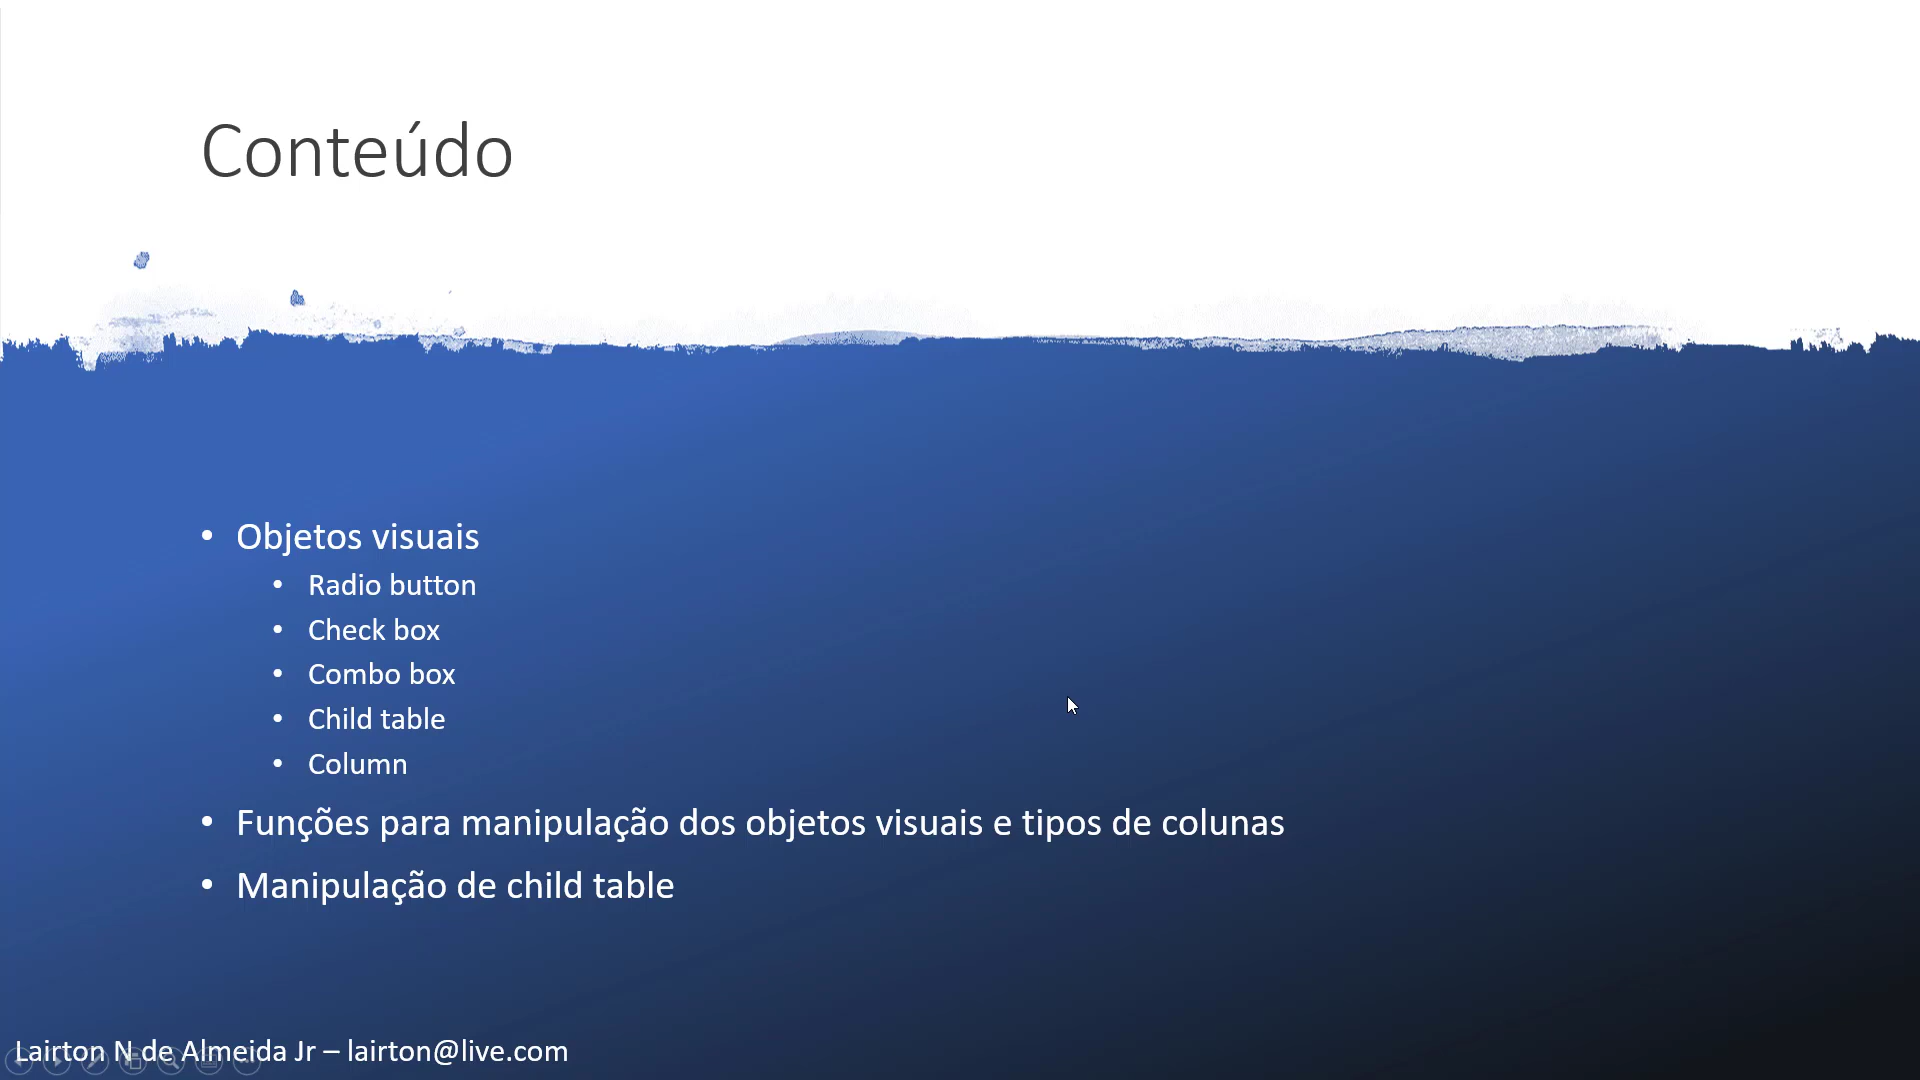 Conteúdo
• Objetos visuais
• Radio button
• Check box
• Combo box
• Child table
• Column
• Funções para manipulação dos objetos visuais e tipos de colunas
• Manipulação de child table
Lairton N de Almeida Jr – lairton@live.com